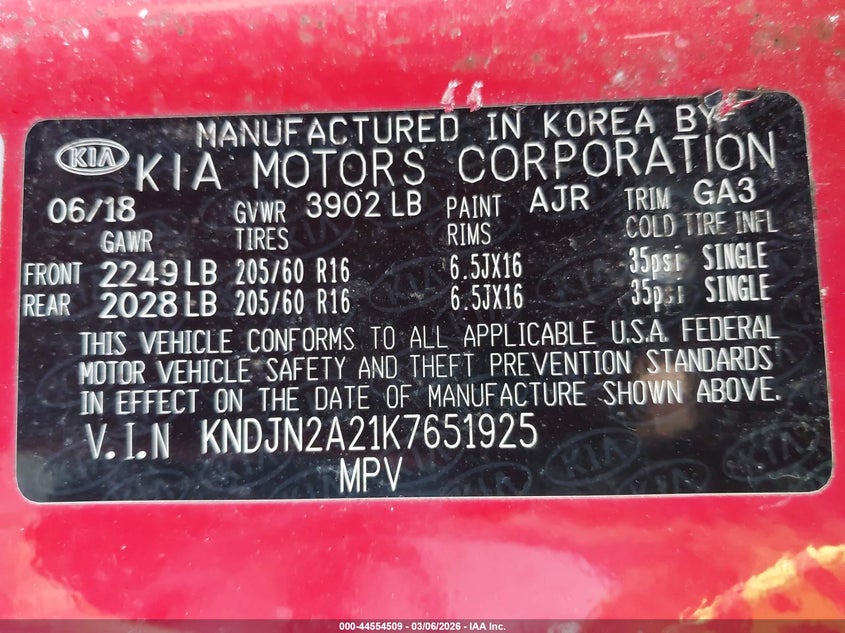 MANUFACTURED IN KOREA BY
KIA KIA MOTORS CORPORATION
06/18 GVWR 3902 LB PAINT AJR TRIM GA3
GAWR TIRES RIMS COLD TIRE INFL
FRONT 2249 LB 205/60 R16 6.5JX16 35psi SINGLE
REAR 2028 LB 205/60 R16 6.5JX16 35psi SINGLE
THIS VEHICLE CONFORMS TO ALL APPLICABLE U.S.A. FEDERAL
MOTOR VEHICLE SAFETY AND THEFT PREVENTION STANDARDS
IN EFFECT ON THE DATE OF MANUFACTURE SHOWN ABOVE.
V.I.N KNDJN2A21K7651925
MPV
000-44554509 — 03/06/2026 — IAA Inc.